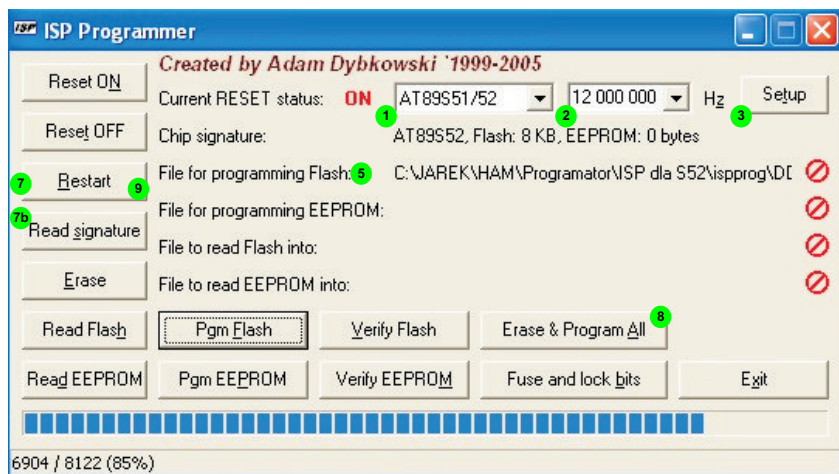 ISP ISP Programmer
Created by Adam Dybkowski '1999-2005
Reset ON
Current RESET status: ON AT89S51/52 12 000 000 Hz Setup
1 2 3
Reset OFF Chip signature: AT89S52, Flash: 8 KB, EEPROM: 0 bytes
7 Restart 9 File for programming Flash: 5 C:\JAREK\HAM\Programator\ISP dla S52\ispprog\DD
7b Read signature File for programming EEPROM:
File to read Flash into:
Erase File to read EEPROM into:
Read Flash Pgm Flash Verify Flash Erase & Program All 8
Read EEPROM Pgm EEPROM Verify EEPROM Fuse and lock bits Exit
6904 / 8122 (85%)